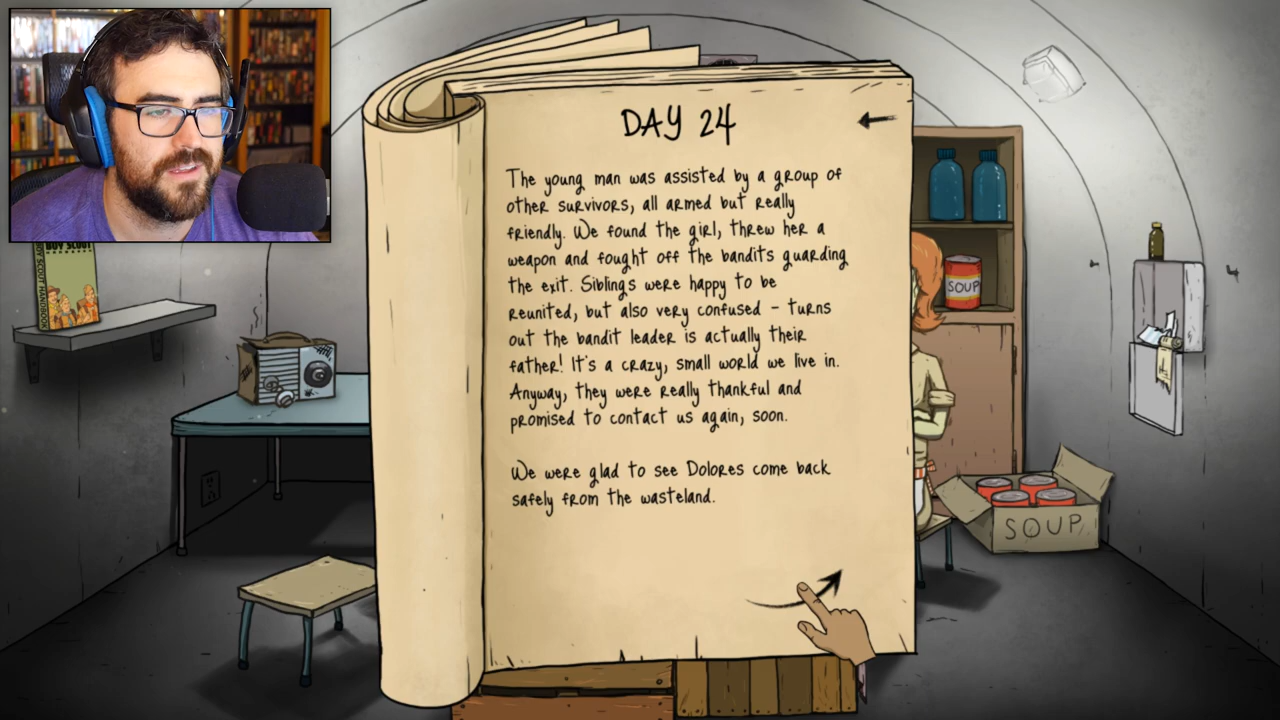 DAY 24
The young man was assisted by a group of
other survivors, all armed but really
friendly. We found the girl, threw her a
weapon and fought off the bandits guarding
the exit. Siblings were happy to be
reunited, but also very confused - turns
out the bandit leader is actually their
father! It's a crazy, small world we live in.
Anyway, they were really thankful and
promised to contact us again, soon.
We were glad to see Dolores come back
safely from the wasteland.
BOY SCOUT
BOY SCOUT HANDBOOK
SOUP
SOUP